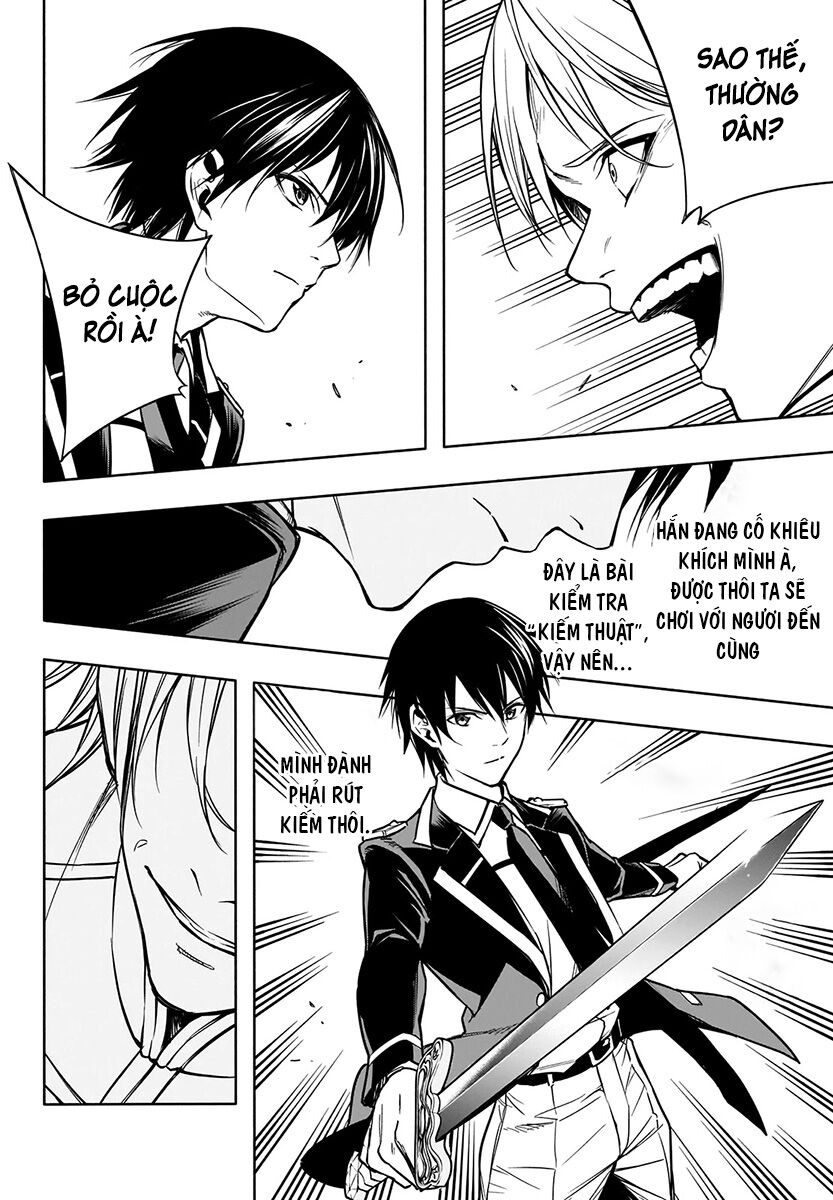 SAO THẾ,
THƯỜNG
DÂN?
BỎ CUỘC
RỒI À!
HẮN ĐANG CỐ KHIÊU
KHÍCH MÌNH À,
ĐƯỢC THÔI TA SẼ
CHƠI VỚI NGƯƠI ĐẾN
CÙNG
ĐÂY LÀ BÀI
KIỂM TRA
“KIẾM THUẬT”,
VẬY NÊN...
MÌNH ĐÀNH
PHẢI RÚT
KIẾM THÔI.